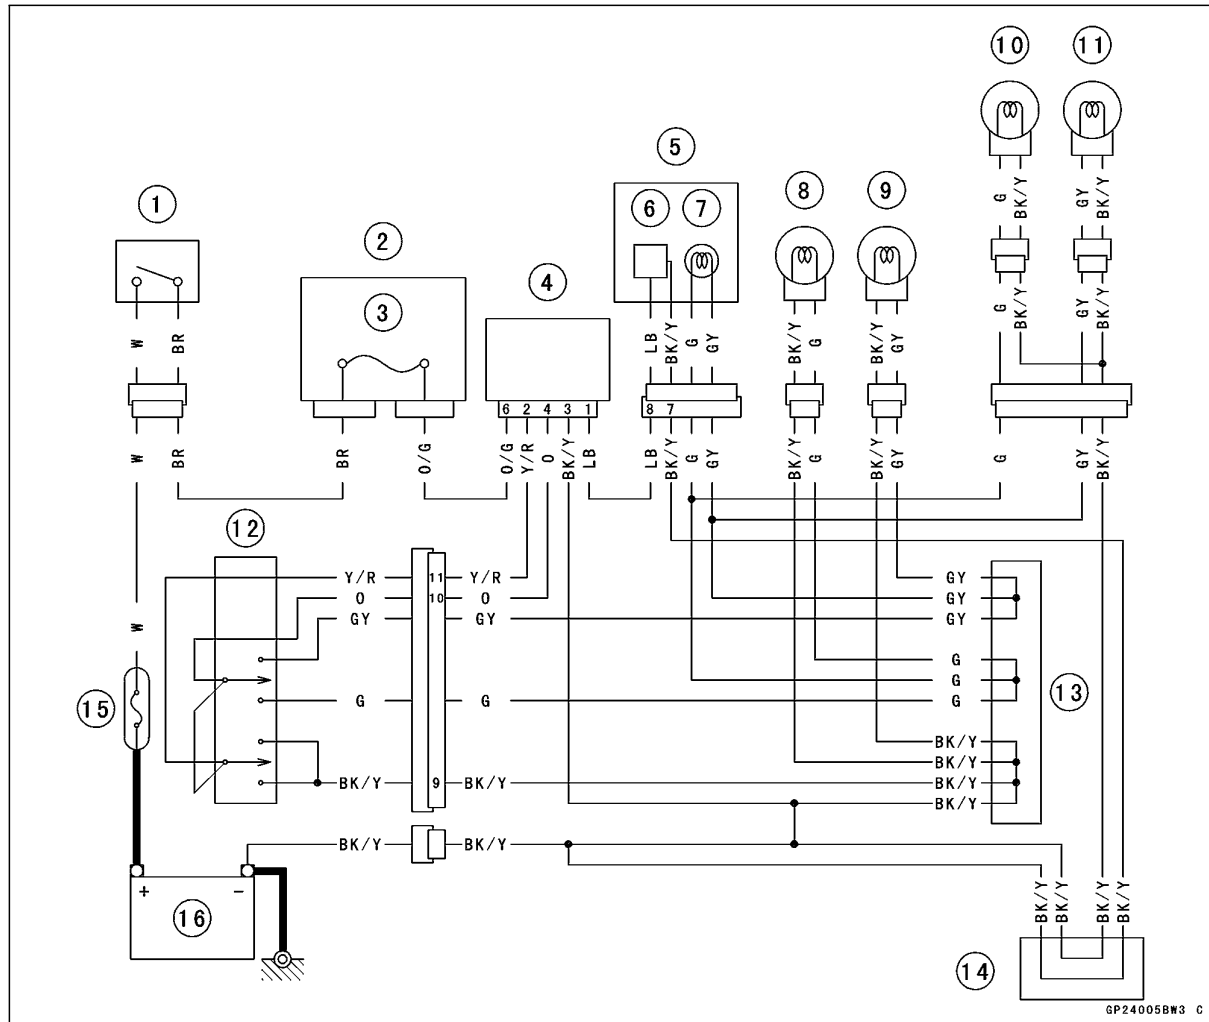 10 11
5
8 9
1 6 7
2
4
3
G BK/Y GY BK/Y
W BR LB BK/Y G GY BK/Y G BK/Y GY G BK/Y GY BK/Y
6 2 4 3 1 8 7
W BR BR O/G O/G Y/R O BK/Y LB LB BK/Y G GY BK/Y G BK/Y GY G GY BK/Y
12
Y/R 11 Y/R GY
O 10 O GY
GY GY GY
W
G
G
15 G G G 13
BK/Y
BK/Y
BK/Y 9 BK/Y BK/Y
BK/Y
BK/Y BK/Y
+ −
16 BK/Y BK/Y BK/Y BK/Y
14
GP24005BW3 C